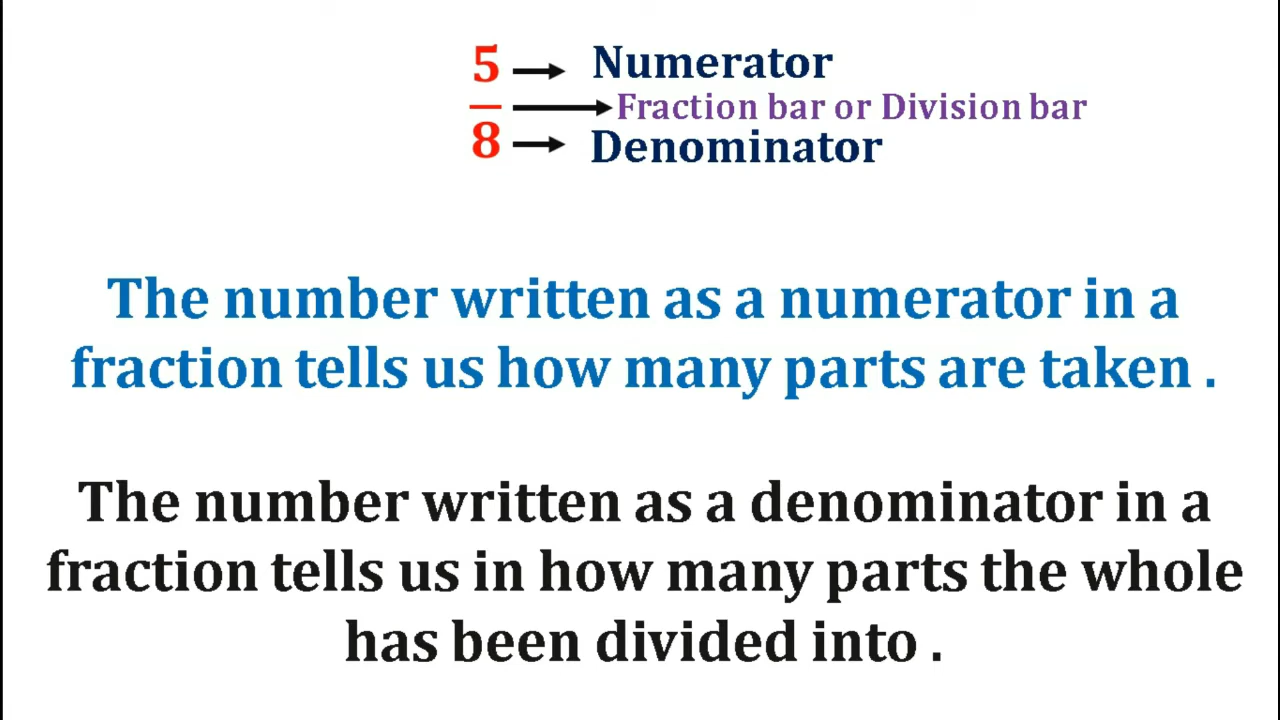 5 → Numerator
— → Fraction bar or Division bar
8 → Denominator
The number written as a numerator in a
fraction tells us how many parts are taken .
The number written as a denominator in a
fraction tells us in how many parts the whole
has been divided into .